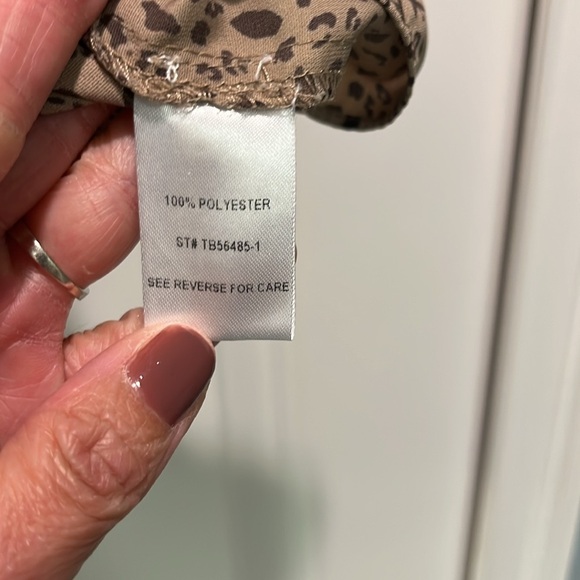 100% POLYESTER
ST# TB56485-1
SEE REVERSE FOR CARE